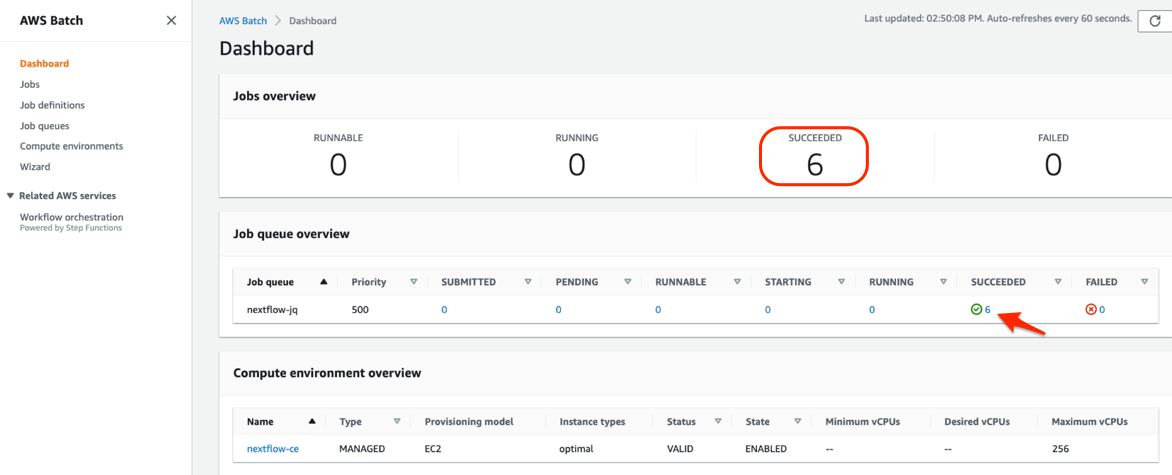 AWS Batch
AWS Batch > Dashboard
Last updated: 02:50:08 PM. Auto-refreshes every 60 seconds.
Dashboard
Dashboard
Jobs
Job definitions
Job queues
Compute environments
Wizard
Related AWS services
Workflow orchestration
Powered by Step Functions
Jobs overview
RUNNABLE RUNNING SUCCEEDED FAILED
0 0 6 0
Job queue overview
Job queue Priority SUBMITTED PENDING RUNNABLE STARTING RUNNING SUCCEEDED FAILED
nextflow-jq 500 0 0 0 0 0 6 0
Compute environment overview
Name Type Provisioning model Instance types Status State Minimum vCPUs Desired vCPUs Maximum vCPUs
nextflow-ce MANAGED EC2 optimal VALID ENABLED -- -- 256